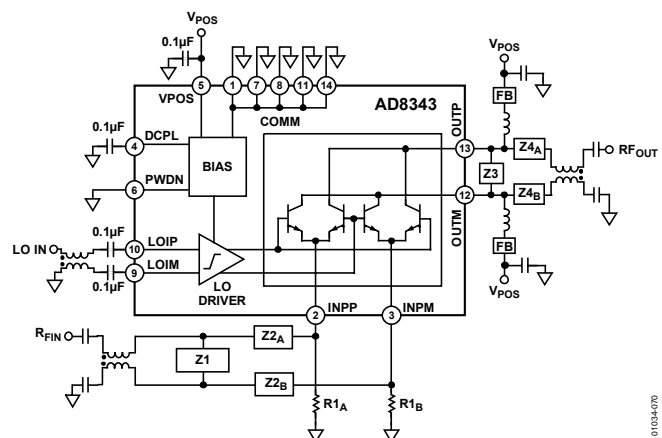 VPOS
VPOS
0.1µF
5
1
7
8
11
14
VPOS
COMM
AD8343
FB
OUTP
0.1µF
4
DCPL
13
Z4A
RFOUT
BIAS
Z3
6
PWDN
12
Z4B
OUTM
0.1µF
LO IN
10
LOIP
FB
9
LOIM
0.1µF
LO
DRIVER
VPOS
INPP
INPM
2
3
RFIN
Z2A
Z1
Z2B
R1A
R1B
01034-070